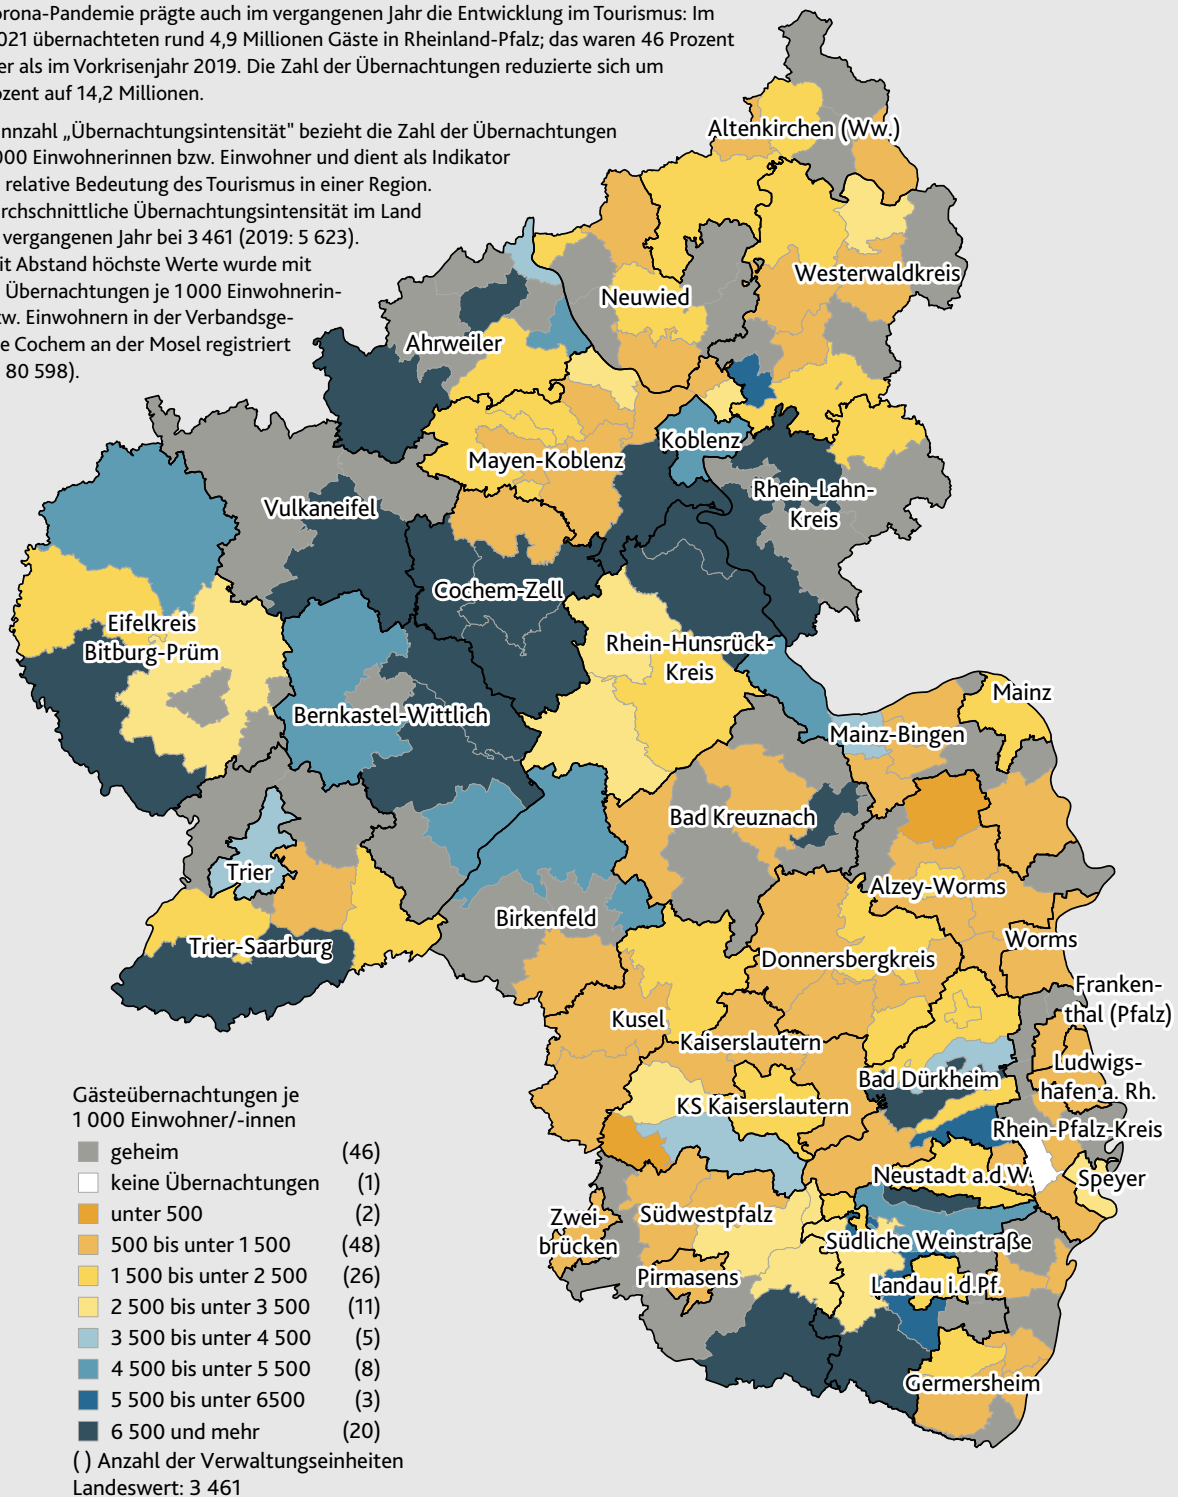 orona-Pandemie prägte auch im vergangenen Jahr die Entwicklung im Tourismus: Im
2021 übernachteten rund 4,9 Millionen Gäste in Rheinland-Pfalz; das waren 46 Prozent
er als im Vorkrisenjahr 2019. Die Zahl der Übernachtungen reduzierte sich um
ozent auf 14,2 Millionen.
nnzahl „Übernachtungsintensität" bezieht die Zahl der Übernachtungen
000 Einwohnerinnen bzw. Einwohner und dient als Indikator
relative Bedeutung des Tourismus in einer Region.
urchschnittliche Übernachtungsintensität im Land
vergangenen Jahr bei 3 461 (2019: 5 623).
it Abstand höchste Werte wurde mit
Übernachtungen je 1000 Einwohnerin-
zw. Einwohnern in der Verbandsge-
e Cochem an der Mosel registriert
80 598).
Altenkirchen (Ww.)
Westerwaldkreis
Neuwied
Ahrweiler
Koblenz
Mayen-Koblenz
Rhein-Lahn-
Kreis
Vulkaneifel
Cochem-Zell
Eifelkreis
Bitburg-Prüm
Rhein-Hunsrück-
Kreis
Mainz
Bernkastel-Wittlich
Mainz-Bingen
Bad Kreuznach
Trier
Alzey-Worms
Birkenfeld
Worms
Trier-Saarburg
Donnersbergkreis
Franken-
thal (Pfalz)
Kusel
Kaiserslautern
Ludwigs-
hafen a. Rh.
Bad Dürkheim
KS Kaiserslautern
Rhein-Pfalz-Kreis
Neustadt a.d.W.
Speyer
Südwestpfalz
Zwei-
brücken
Südliche Weinstraße
Pirmasens
Landau i.d.Pf.
Germersheim
Gästeübernachtungen je
1 000 Einwohner/-innen
geheim (46)
keine Übernachtungen (1)
unter 500 (2)
500 bis unter 1 500 (48)
1 500 bis unter 2 500 (26)
2 500 bis unter 3 500 (11)
3 500 bis unter 4 500 (5)
4 500 bis unter 5 500 (8)
5 500 bis unter 6500 (3)
6 500 und mehr (20)
( ) Anzahl der Verwaltungseinheiten
Landeswert: 3 461